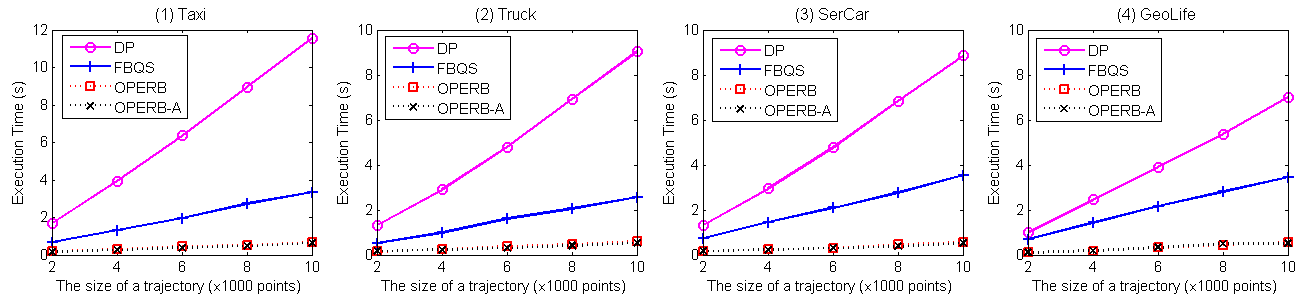 (1) Taxi
Execution Time (s)
12
10
8
6
4
2
0
DP
FBQS
OPERB
OPERB-A
2 4 6 8 10
The size of a trajectory (×1000 points)
(2) Truck
Execution Time (s)
10
8
6
4
2
0
DP
FBQS
OPERB
OPERB-A
2 4 6 8 10
The size of a trajectory (×1000 points)
(3) SerCar
Execution Time (s)
10
8
6
4
2
0
DP
FBQS
OPERB
OPERB-A
2 4 6 8 10
The size of a trajectory (×1000 points)
(4) GeoLife
Execution Time (s)
10
8
6
4
2
0
DP
FBQS
OPERB
OPERB-A
2 4 6 8 10
The size of a trajectory (×1000 points)